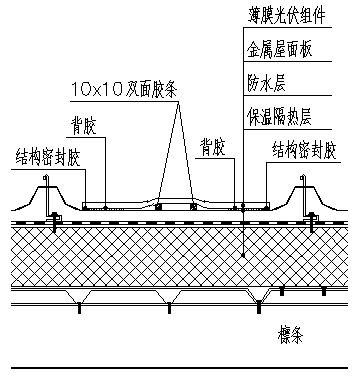 薄膜光伏组件
金属屋面板
防水层
保温隔热层
10x10双面胶条
背胶
结构密封胶
背胶
结构密封胶
檩条